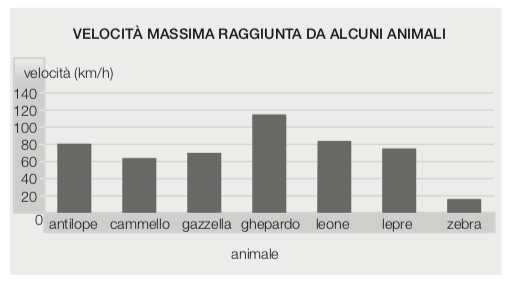 VELOCITÀ MASSIMA RAGGIUNTA DA ALCUNI ANIMALI
velocità (km/h)
140
120
100
80
60
40
20
0
antilope cammello gazzella ghepardo leone lepre zebra
animale